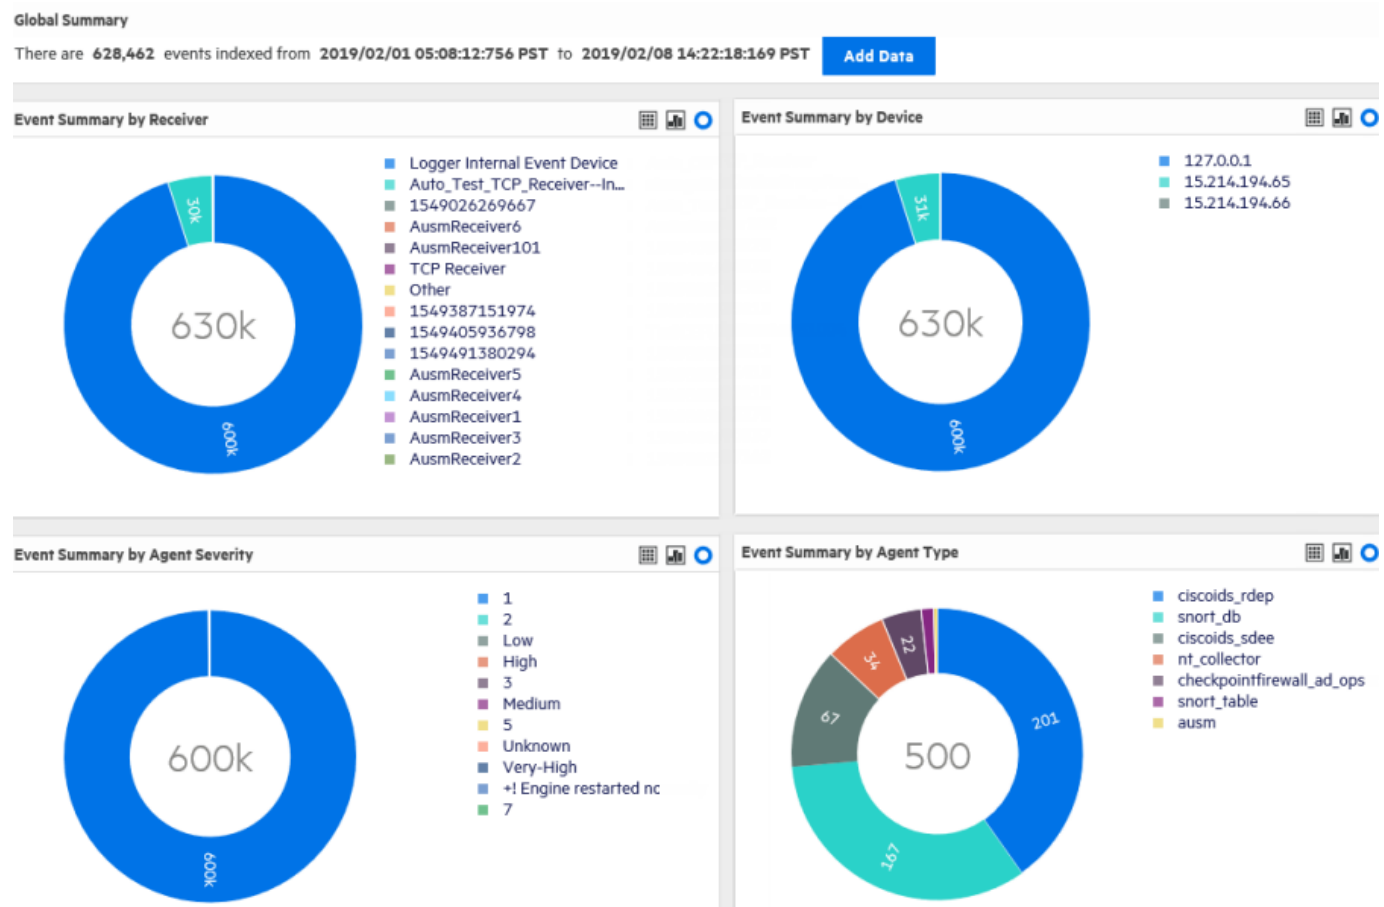 Global Summary
There are 628,462 events indexed from 2019/02/01 05:08:12:756 PST to 2019/02/08 14:22:18:169 PST Add Data
Event Summary by Receiver
30k
630k
600k
Logger Internal Event Device
Auto_Test_TCP_Receiver--In...
1549026269667
AusmReceiver6
AusmReceiver101
TCP Receiver
Other
1549387151974
1549405936798
1549491380294
AusmReceiver5
AusmReceiver4
AusmReceiver1
AusmReceiver3
AusmReceiver2
Event Summary by Device
31k
630k
600k
127.0.0.1
15.214.194.65
15.214.194.66
Event Summary by Agent Severity
600k
600k
1
2
Low
High
3
Medium
5
Unknown
Very-High
+! Engine restarted nc
7
Event Summary by Agent Type
22
34
67
201
500
167
ciscoids_rdep
snort_db
ciscoids_sdee
nt_collector
checkpointfirewall_ad_ops
snort_table
ausm